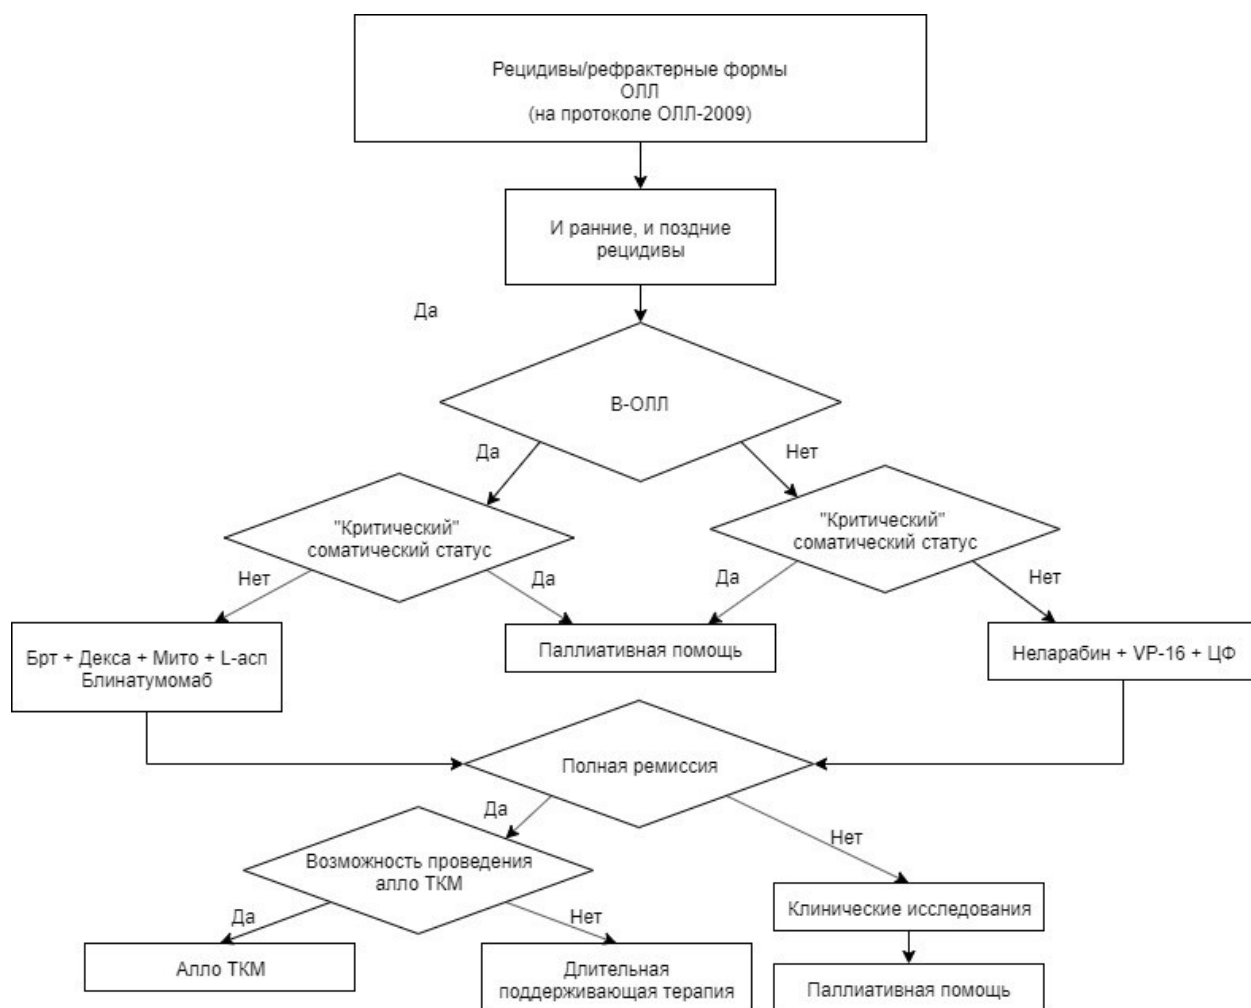 Рецидивы/рефрактерные формы
ОЛЛ
(на протоколе ОЛЛ-2009)
И ранние, и поздние
рецидивы
Да
В-ОЛЛ
Да
Нет
"Критический"
соматический статус
"Критический"
соматический статус
Нет
Да
Да
Нет
Брт + Декса + Мито + L-асп
Блинатумомаб
Паллиативная помощь
Неларабин + VP-16 + ЦФ
Полная ремиссия
Да
Нет
Возможность проведения
алло ТКМ
Да
Нет
Клинические исследования
Алло ТКМ
Длительная
поддерживающая терапия
Паллиативная помощь